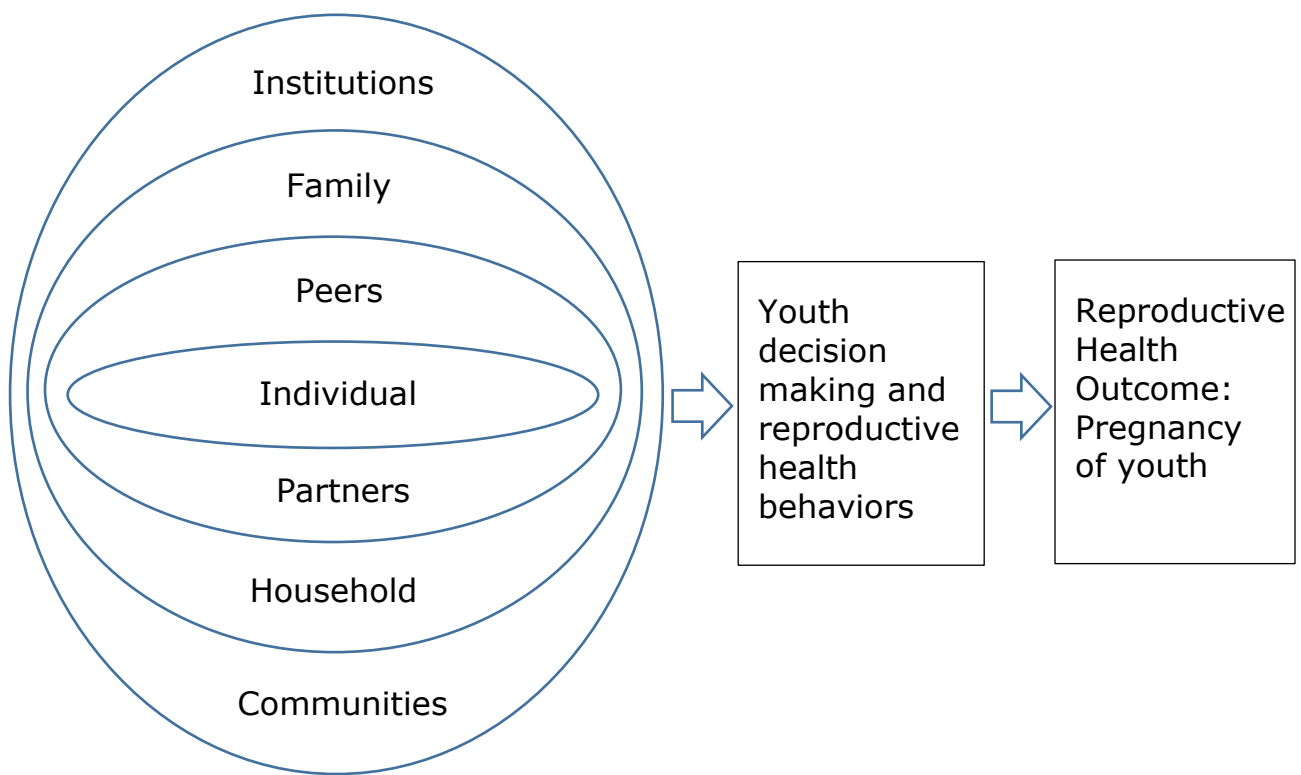 Institutions
Family
Peers
Individual
Partners
Household
Communities
Youth
decision
making and
reproductive
health
behaviors
Reproductive
Health
Outcome:
Pregnancy
of youth